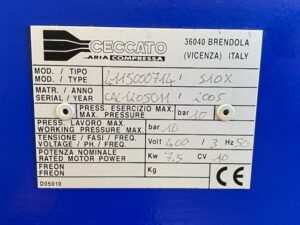 CECCATO
ARIA COMPRESSA
36040 BRENDOLA
(VICENZA) ITALY
MOD. / TIPO
MOD. / TYPE 4115000714 S10X
MATR. / ANNO
SERIAL / YEAR 2005
PRESS. ESERCIZIO MAX.
MAX. PRESSURE bar 10
PRESS. LAVORO MAX.
WORKING PRESSURE MAX. bar 10
TENSIONE / FASI / FREQ.
VOLTAGE / PH. / FREQ. Volt 400 / 3 Hz 50
POTENZA NOMINALE
RATED MOTOR POWER Kw 7,5 CV 10
FREON
FREON Kg
CE